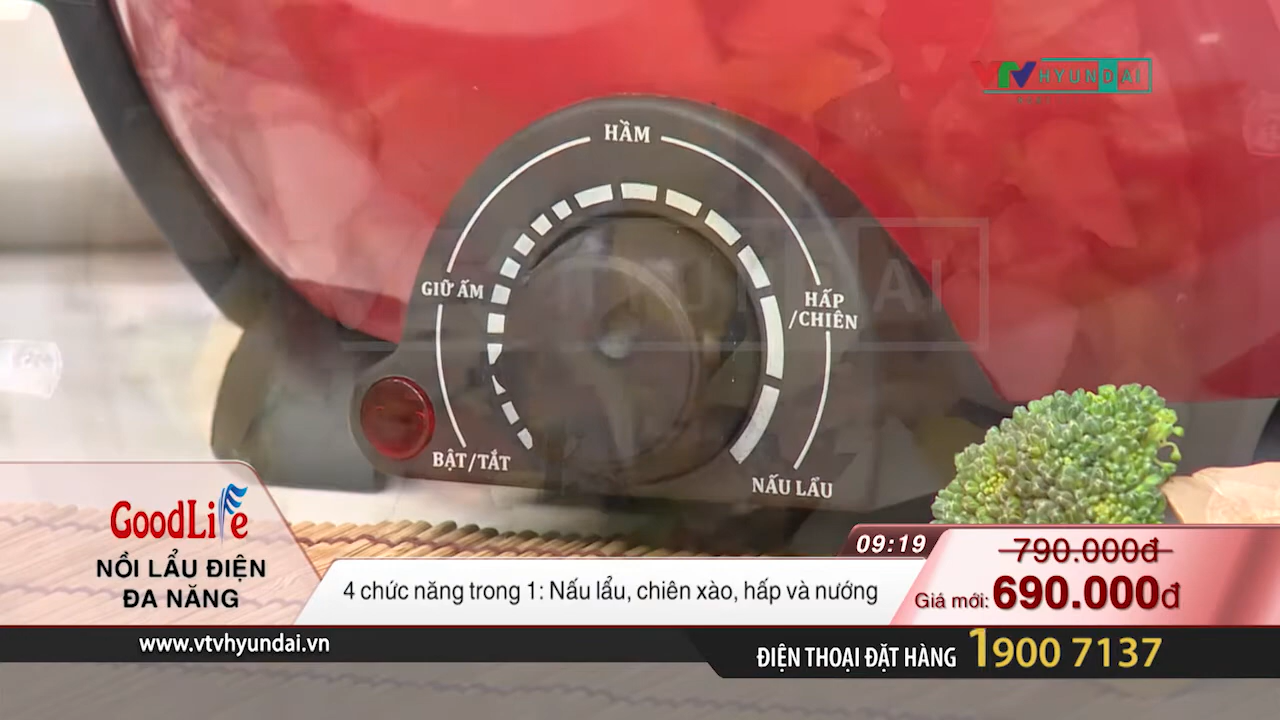 VTV HYUNDAI
HẦM
GIỮ ẤM
HẤP
/CHIÊN
BẬT/TẮT
NẤU LẨU
GOODLIFE
NỒI LẨU ĐIỆN
ĐA NĂNG
4 chức năng trong 1: Nấu lẩu, chiên xào, hấp và nướng
09:19
790.000đ
Giá mới: 690.000đ
www.vtvhyundai.vn
ĐIỆN THOẠI ĐẶT HÀNG 1900 7137